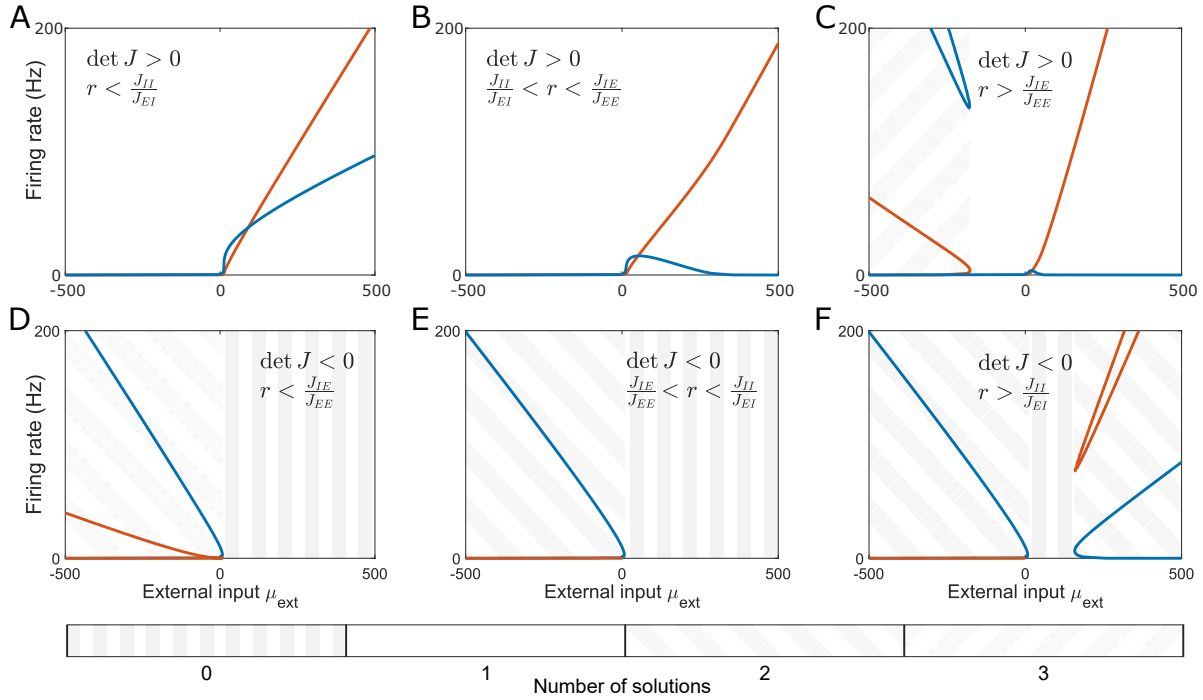 A
B
C
200
200
200
det J > 0
r < J_II/J_EI
det J > 0
J_II/J_EI < r < J_IE/J_EE
det J > 0
r > J_IE/J_EE
Firing rate (Hz)
0
0
0
-500 0 500
-500 0 500
-500 0 500
D
E
F
200
200
200
det J < 0
r < J_IE/J_EE
det J < 0
J_IE/J_EE < r < J_II/J_EI
det J < 0
r > J_II/J_EI
Firing rate (Hz)
0
0
0
-500 0 500
-500 0 500
-500 0 500
External input μ_ext
External input μ_ext
External input μ_ext
0 1 2 3
Number of solutions